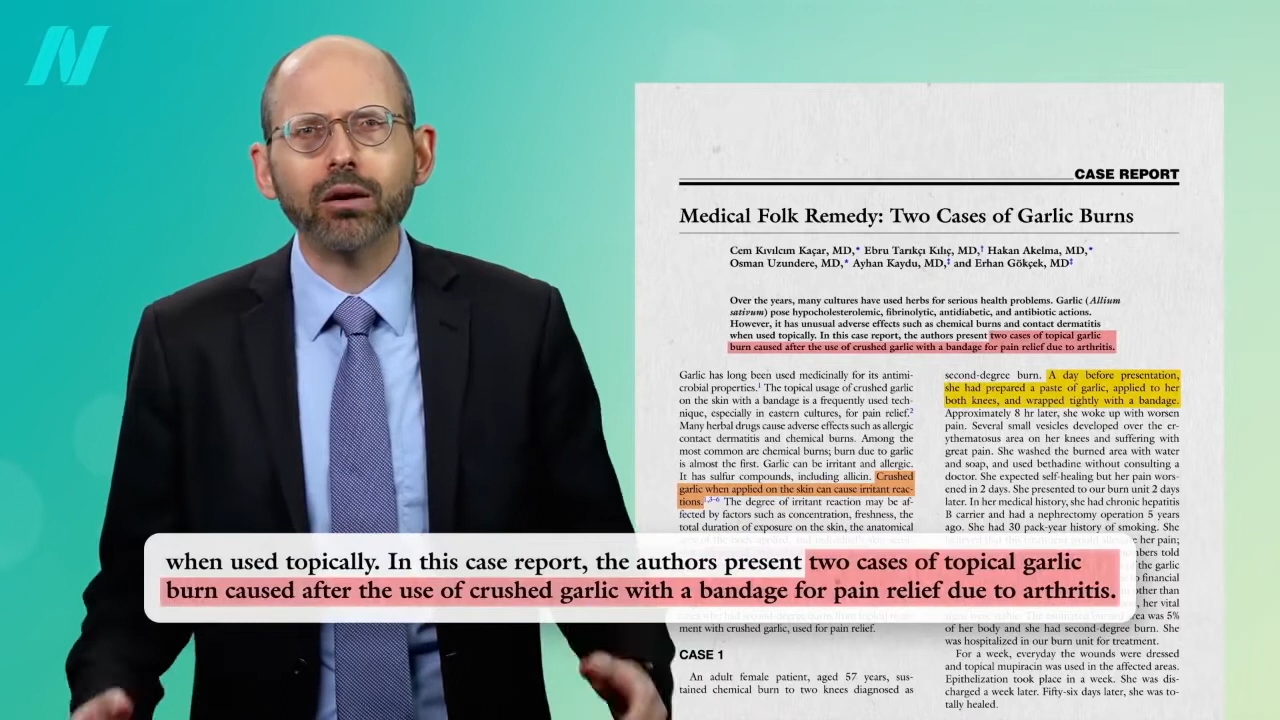 N
CASE REPORT
Medical Folk Remedy: Two Cases of Garlic Burns
Cem Kıvılcım Kaçar, MD,* Ebru Tarıkçı Kılıç, MD,† Hakan Akelma, MD,*
Osman Uzundere, MD,* Ayhan Kaydu, MD,‡ and Erhan Gökçek, MD‡
Over the years, many cultures have used herbs for serious health problems. Garlic (Allium
sativum) pose hypocholesterolemic, fibrinolytic, antidiabetic, and antibiotic actions.
However, it has unusual adverse effects such as chemical burns and contact dermatitis
when used topically. In this case report, the authors present two cases of topical garlic
burn caused after the use of crushed garlic with a bandage for pain relief due to arthritis.
Garlic has long been used medicinally for its antimi-
crobial properties.1 The topical usage of crushed garlic
on the skin with a bandage is a frequently used tech-
nique, especially in eastern cultures, for pain relief.2
Many herbal drugs cause adverse effects such as allergic
contact dermatitis and chemical burns. Among the
most common are chemical burns; burn due to garlic
is almost the first. Garlic can be irritant and allergic.
It has sulfur compounds, including allicin. Crushed
garlic when applied on the skin can cause irritant reac-
tions.1,3–6 The degree of irritant reaction may be af-
fected by factors such as concentration, freshness, the
total duration of exposure on the skin, the anatomical
ment with crushed garlic, used for pain relief.
CASE 1
An adult female patient, aged 57 years, sus-
tained chemical burn to two knees diagnosed as
second-degree burn. A day before presentation,
she had prepared a paste of garlic, applied to her
both knees, and wrapped tightly with a bandage.
Approximately 8 hr later, she woke up with worsen
pain. Several small vesicles developed over the er-
ythematosus area on her knees and suffering with
great pain. She washed the burned area with water
and soap, and used bethadine without consulting a
doctor. She expected self-healing but her pain wors-
ened in 2 days. She presented to our burn unit 2 days
later. In her medical history, she had chronic hepatitis
B carrier and had a nephrectomy operation 5 years
ago. She had 30 pack-year history of smoking. She
her pain;
told
of the garlic
financial
other than
, her vital
area was 5%
of her body and she had second-degree burn. She
was hospitalized in our burn unit for treatment.
For a week, everyday the wounds were dressed
and topical mupiracin was used in the affected areas.
Epithelization took place in a week. She was dis-
charged a week later. Fifty-six days later, she was to-
tally healed.
when used topically. In this case report, the authors present two cases of topical garlic
burn caused after the use of crushed garlic with a bandage for pain relief due to arthritis.